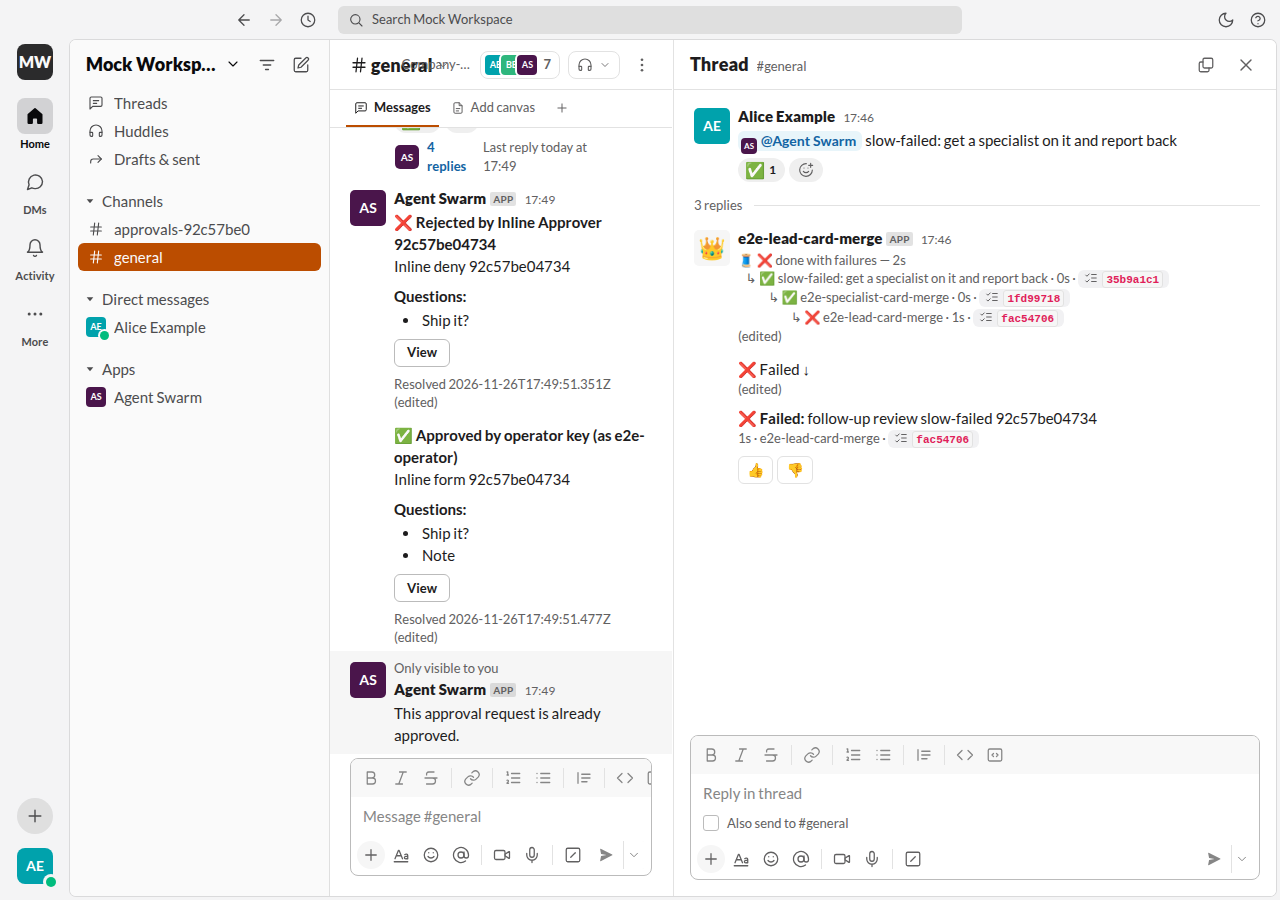 Search Mock Workspace
MW
Home
DMs
Activity
More
AE
Mock Worksp...
Threads
Huddles
Drafts & sent
Channels
approvals-92c57be0
general
Direct messages
AE Alice Example
Apps
AS Agent Swarm
# general
Company-...
AE BE AS 7
Messages
Add canvas
AS 4 replies Last reply today at 17:49
AS
Agent Swarm APP 17:49
❌ Rejected by Inline Approver
92c57be04734
Inline deny 92c57be04734
Questions:
• Ship it?
View
Resolved 2026-11-26T17:49:51.351Z
(edited)
✅ Approved by operator key (as e2e-
operator)
Inline form 92c57be04734
Questions:
• Ship it?
• Note
View
Resolved 2026-11-26T17:49:51.477Z
(edited)
Only visible to you
AS
Agent Swarm APP 17:49
This approval request is already
approved.
Message #general
Thread #general
AE
Alice Example 17:46
AS @Agent Swarm slow-failed: get a specialist on it and report back
✅ 1
3 replies
e2e-lead-card-merge APP 17:46
🧵 ❌ done with failures — 2s
↳ ✅ slow-failed: get a specialist on it and report back · 0s · 35b9a1c1
↳ ✅ e2e-specialist-card-merge · 0s · 1fd99718
↳ ❌ e2e-lead-card-merge · 1s · fac54706
(edited)
❌ Failed ↓
(edited)
❌ Failed: follow-up review slow-failed 92c57be04734
1s · e2e-lead-card-merge · fac54706
👍 👎
Reply in thread
Also send to #general